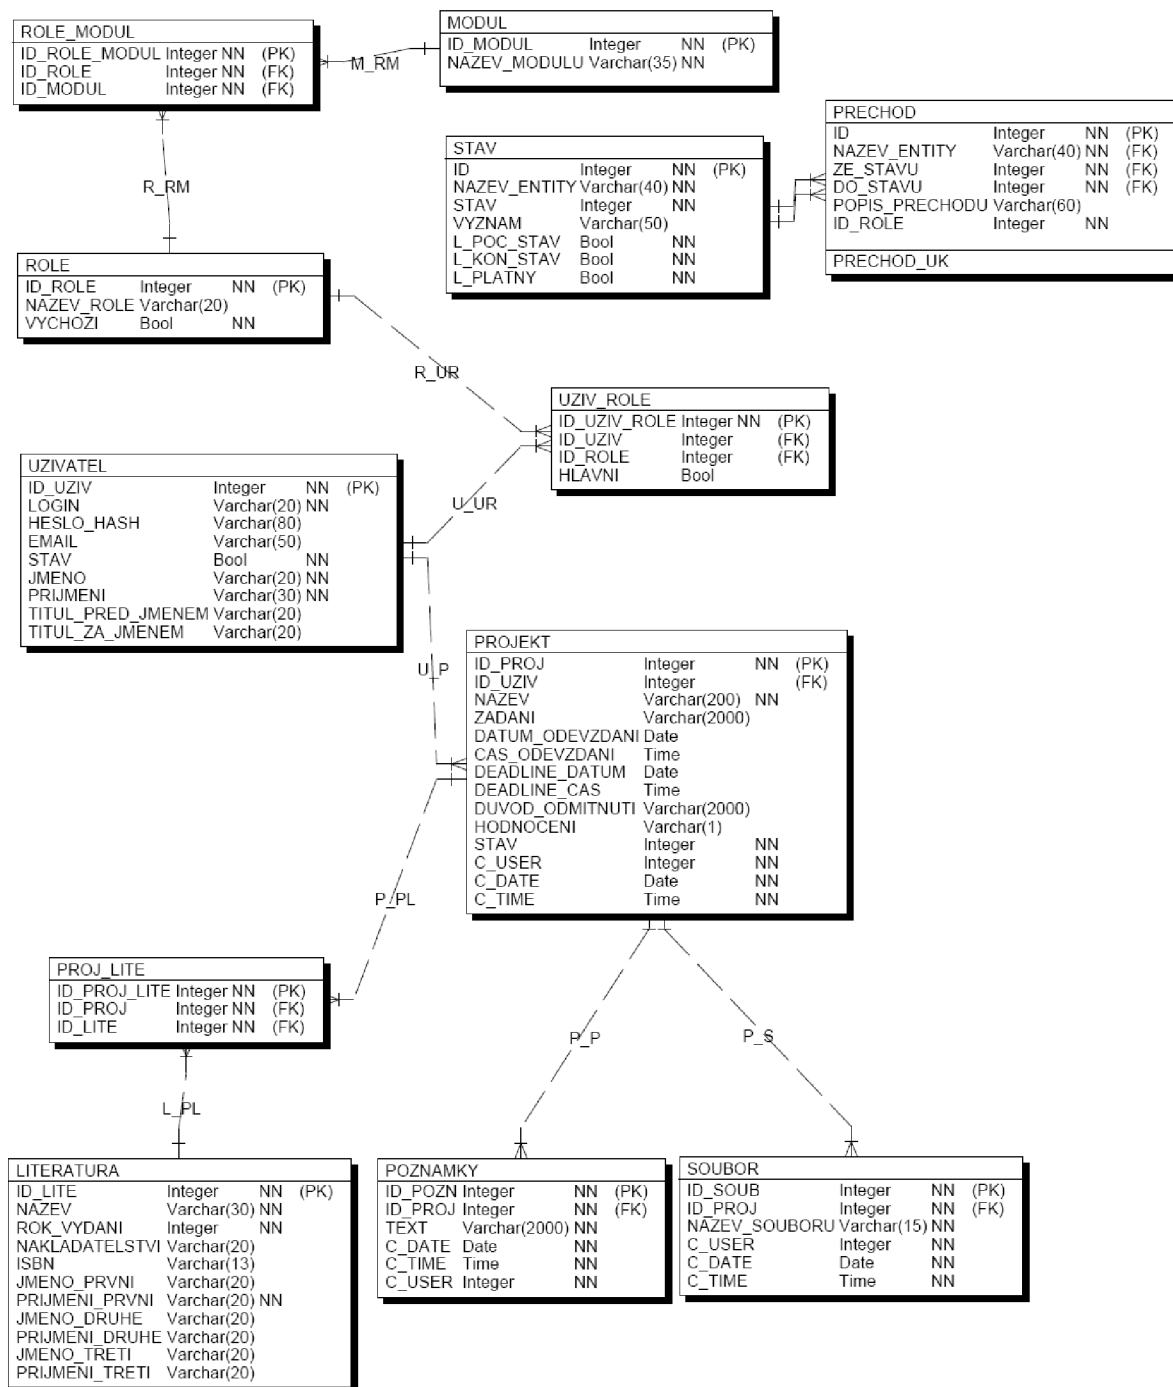 ROLE_MODUL
ID_ROLE_MODUL Integer NN (PK)
ID_ROLE Integer NN (FK)
ID_MODUL Integer NN (FK)
MODUL
ID_MODUL Integer NN (PK)
NAZEV_MODULU Varchar(35) NN
M_RM
PRECHOD
ID Integer NN (PK)
NAZEV_ENTITY Varchar(40) NN (FK)
ZE_STAVU Integer NN (FK)
DO_STAVU Integer NN (FK)
POPIS_PRECHODU Varchar(60)
ID_ROLE Integer NN
PRECHOD_UK
STAV
ID Integer NN (PK)
NAZEV_ENTITY Varchar(40) NN
STAV Integer NN
VYZNAM Varchar(50)
L_POC_STAV Bool NN
L_KON_STAV Bool NN
L_PLATNY Bool NN
R_RM
ROLE
ID_ROLE Integer NN (PK)
NAZEV_ROLE Varchar(20)
VYCHOZI Bool NN
R_UR
UZIV_ROLE
ID_UZIV_ROLE Integer NN (PK)
ID_UZIV Integer (FK)
ID_ROLE Integer (FK)
HLAVNI Bool
UZIVATEL
ID_UZIV Integer NN (PK)
LOGIN Varchar(20) NN
HESLO_HASH Varchar(80)
EMAIL Varchar(50)
STAV Bool NN
JMENO Varchar(20) NN
PRIJMENI Varchar(30) NN
TITUL_PRED_JMENEM Varchar(20)
TITUL_ZA_JMENEM Varchar(20)
U_UR
U_P
PROJEKT
ID_PROJ Integer NN (PK)
ID_UZIV Integer (FK)
NAZEV Varchar(200) NN
ZADANI Varchar(2000)
DATUM_ODEVZDANI Date
CAS_ODEVZDANI Time
DEADLINE_DATUM Date
DEADLINE_CAS Time
DUVOD_ODMITNUTI Varchar(2000)
HODNOCENI Varchar(1)
STAV Integer NN
C_USER Integer NN
C_DATE Date NN
C_TIME Time NN
P_PL
PROJ_LITE
ID_PROJ_LITE Integer NN (PK)
ID_PROJ Integer NN (FK)
ID_LITE Integer NN (FK)
P_P
P_S
L_PL
LITERATURA
ID_LITE Integer NN (PK)
NAZEV Varchar(30) NN
ROK_VYDANI Integer NN
NAKLADATELSTVI Varchar(20)
ISBN Varchar(13)
JMENO_PRVNI Varchar(20)
PRIJMENI_PRVNI Varchar(20) NN
JMENO_DRUHE Varchar(20)
PRIJMENI_DRUHE Varchar(20)
JMENO_TRETI Varchar(20)
PRIJMENI_TRETI Varchar(20)
POZNAMKY
ID_POZN Integer NN (PK)
ID_PROJ Integer NN (FK)
TEXT Varchar(2000) NN
C_DATE Date NN
C_TIME Time NN
C_USER Integer NN
SOUBOR
ID_SOUB Integer NN (PK)
ID_PROJ Integer NN (FK)
NAZEV_SOUBORU Varchar(15) NN
C_USER Integer NN
C_DATE Date NN
C_TIME Time NN